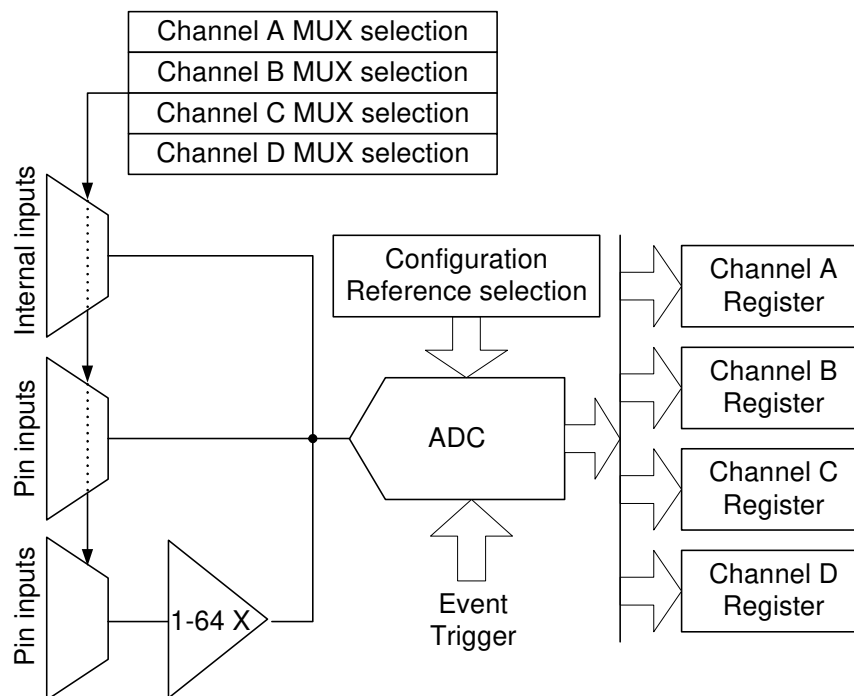 Channel A MUX selection
Channel B MUX selection
Channel C MUX selection
Channel D MUX selection
Internal inputs
Pin inputs
Pin inputs
1-64 X
Configuration
Reference selection
ADC
Event
Trigger
Channel A
Register
Channel B
Register
Channel C
Register
Channel D
Register